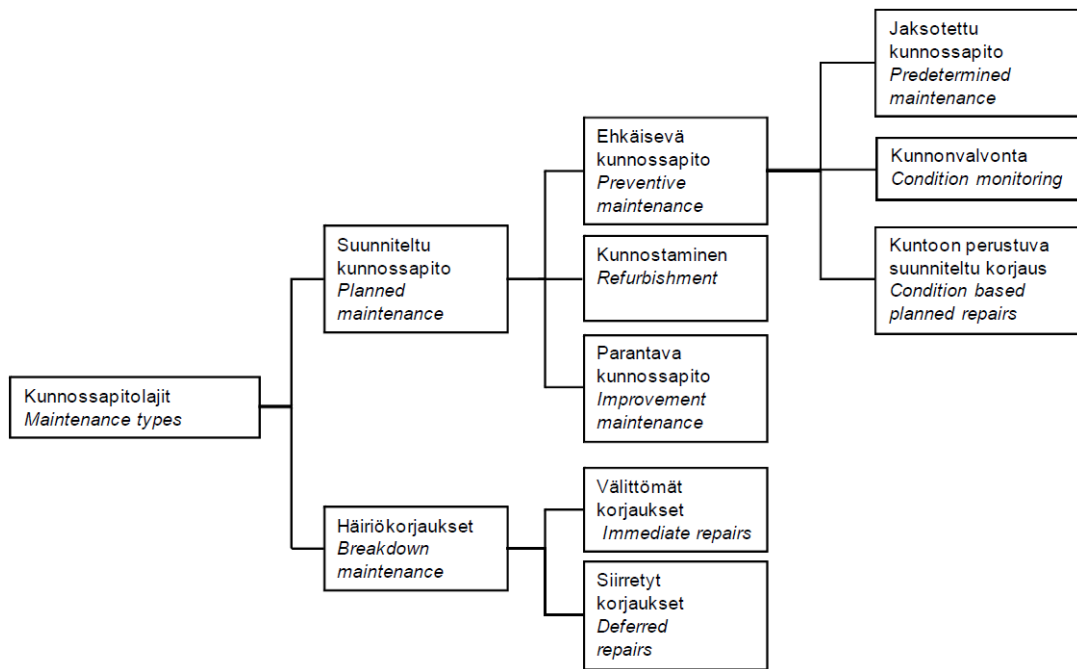 Kunnossapitolajit
Maintenance types
Suunniteltu
kunnossapito
Planned
maintenance
Häiriökorjaukset
Breakdown
maintenance
Ehkäisevä
kunnossapito
Preventive
maintenance
Kunnostaminen
Refurbishment
Parantava
kunnossapito
Improvement
maintenance
Välittömät
korjaukset
Immediate repairs
Siirretyt
korjaukset
Deferred
repairs
Jaksotettu
kunnossapito
Predetermined
maintenance
Kunnonvalvonta
Condition monitoring
Kuntoon perustuva
suunniteltu korjaus
Condition based
planned repairs